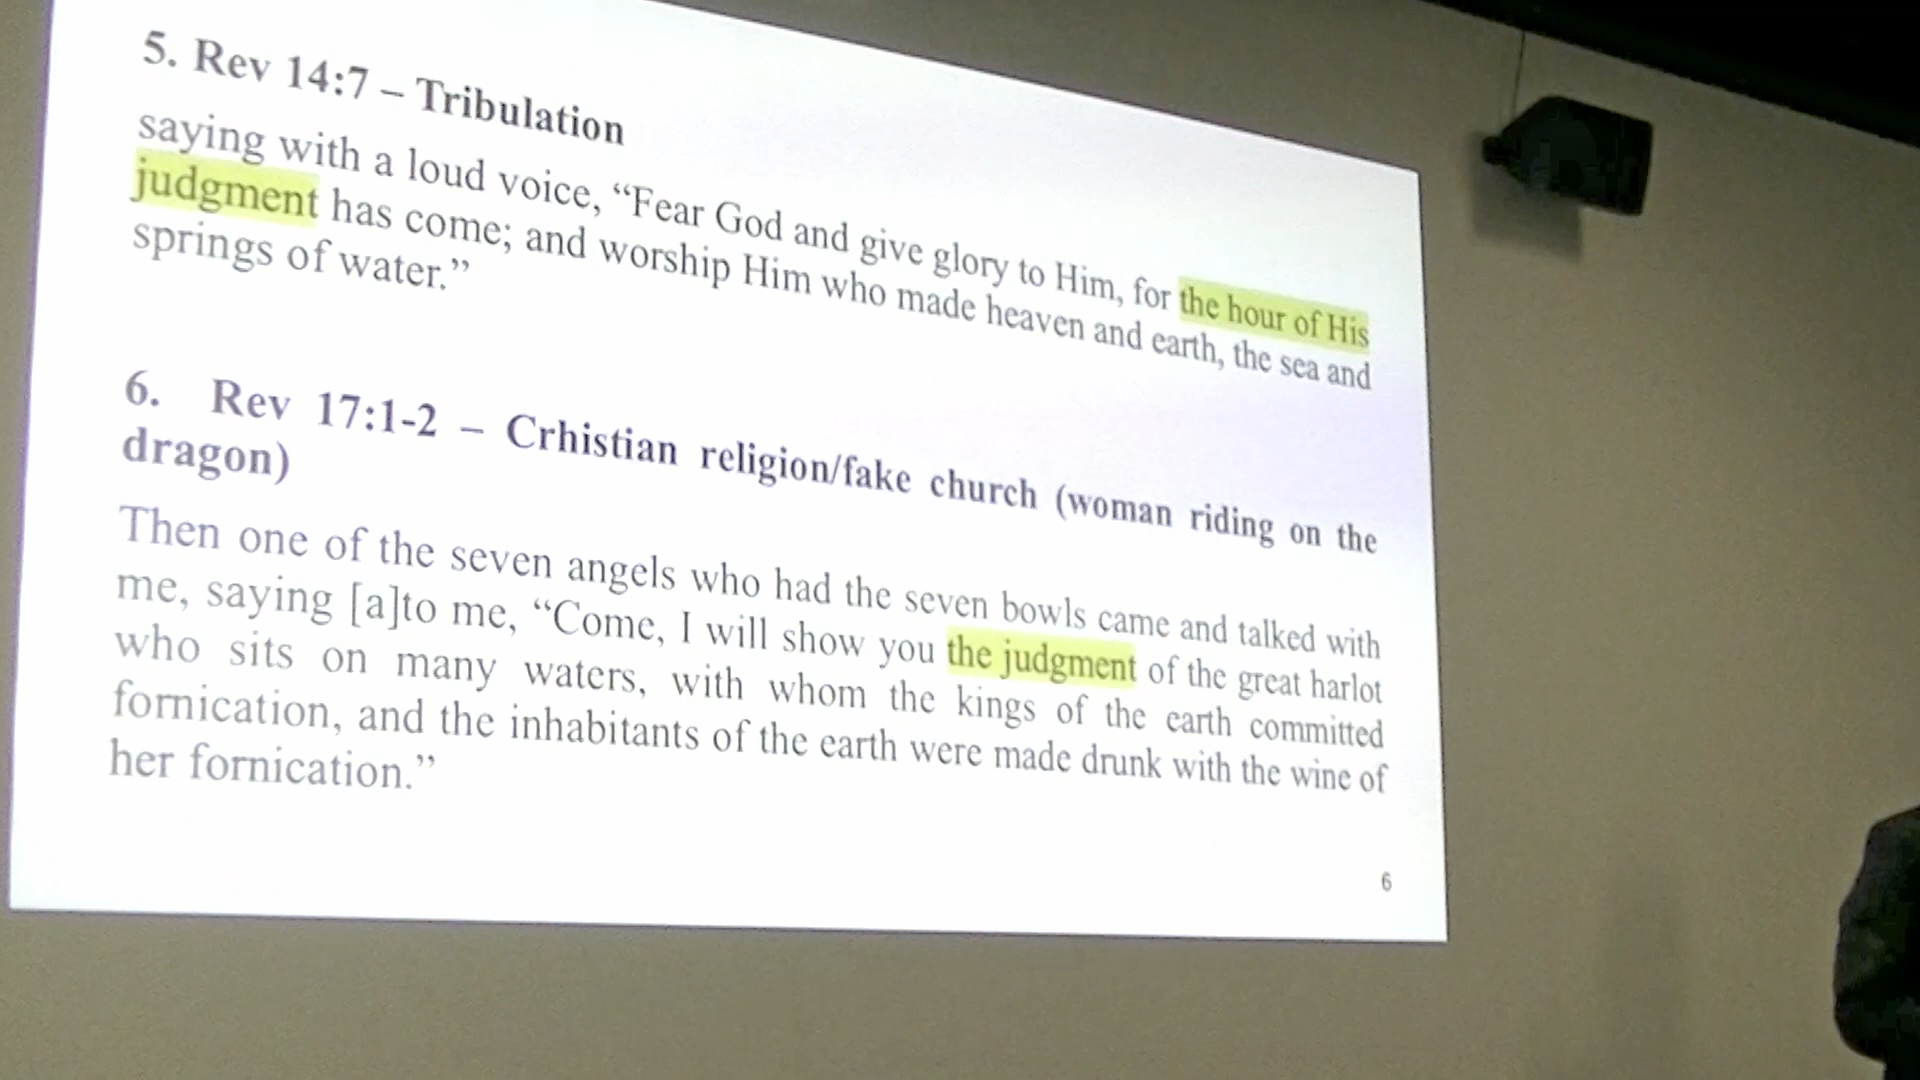 5. Rev 14:7 – Tribulation
saying with a loud voice, “Fear God and give glory to Him, for the hour of His
judgment has come; and worship Him who made heaven and earth, the sea and
springs of water.”
6. Rev 17:1-2 – Crhistian religion/fake church (woman riding on the
dragon)
Then one of the seven angels who had the seven bowls came and talked with
me, saying [a]to me, “Come, I will show you the judgment of the great harlot
who sits on many waters, with whom the kings of the earth committed
fornication, and the inhabitants of the earth were made drunk with the wine of
her fornication.”
6